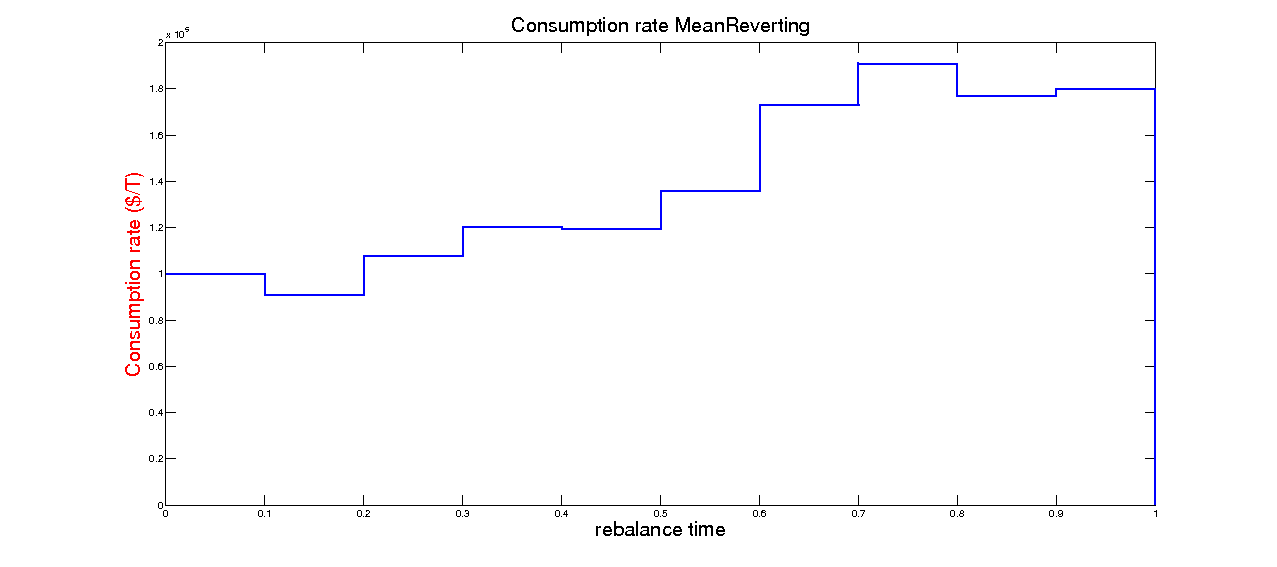 Consumption rate MeanReverting
x 10^5
2
1.8
1.6
1.4
1.2
1
0.8
0.6
0.4
0.2
0
Consumption rate ($/T)
0 0.1 0.2 0.3 0.4 0.5 0.6 0.7 0.8 0.9 1
rebalance time